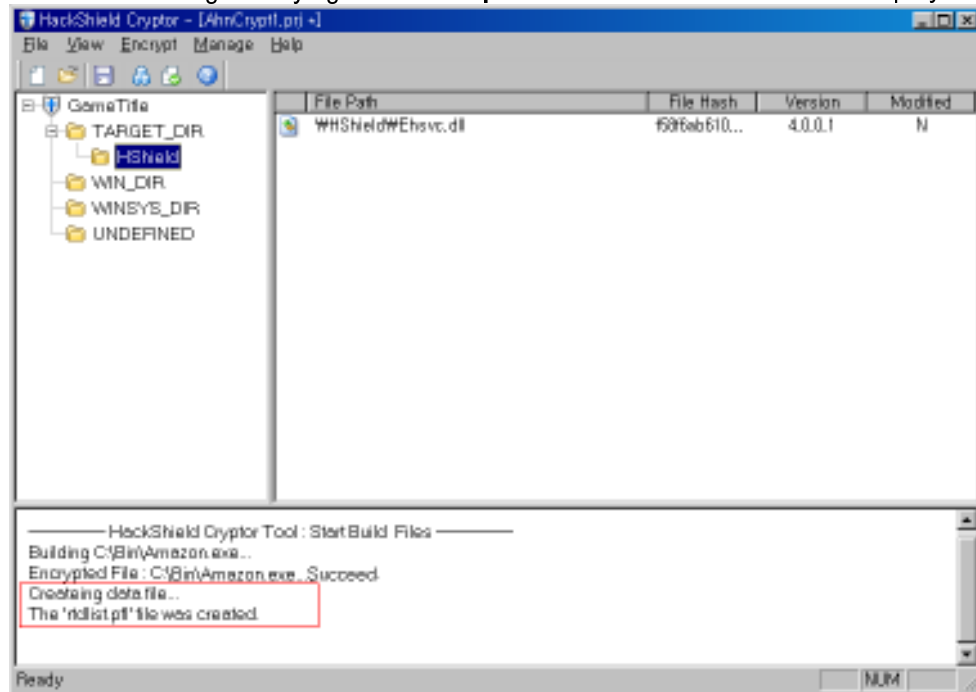 HackShield Cryptor - [AhnCrypt1.prj +]
File View Encrypt Manage Help
GameTitle
TARGET_DIR
HShield
WIN_DIR
WINSYS_DIR
UNDEFINED
File Path File Hash Version Modified
₩HShield₩Ehsvc.dll f58f6ab610... 4.0.0.1 N
———— HackShield Cryptor Tool : Start Build Files ————
Building C:\Bin\Amazon.exe...
Encrypted File : C:\Bin\Amazon.exe...Succeed.
Createing data file...
The 'rtdlist.ptl' file was created.
Ready NUM